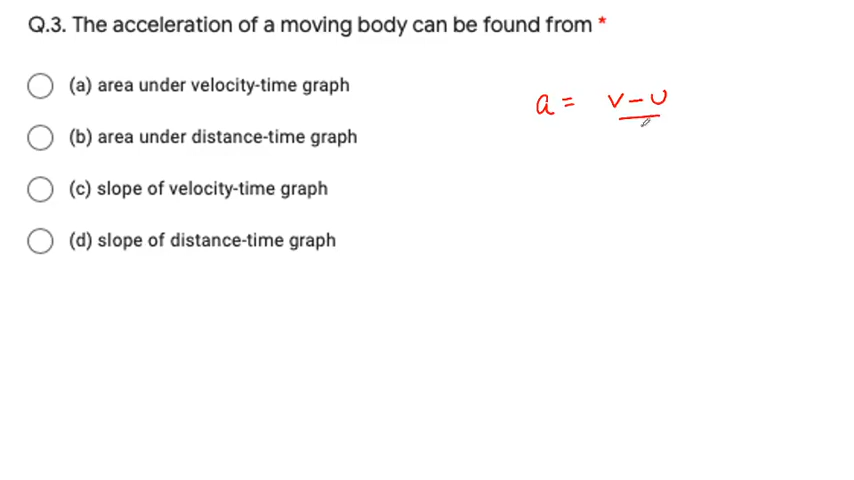 Q.3. The acceleration of a moving body can be found from *
a = v - u
(a) area under velocity-time graph
(b) area under distance-time graph
(c) slope of velocity-time graph
(d) slope of distance-time graph